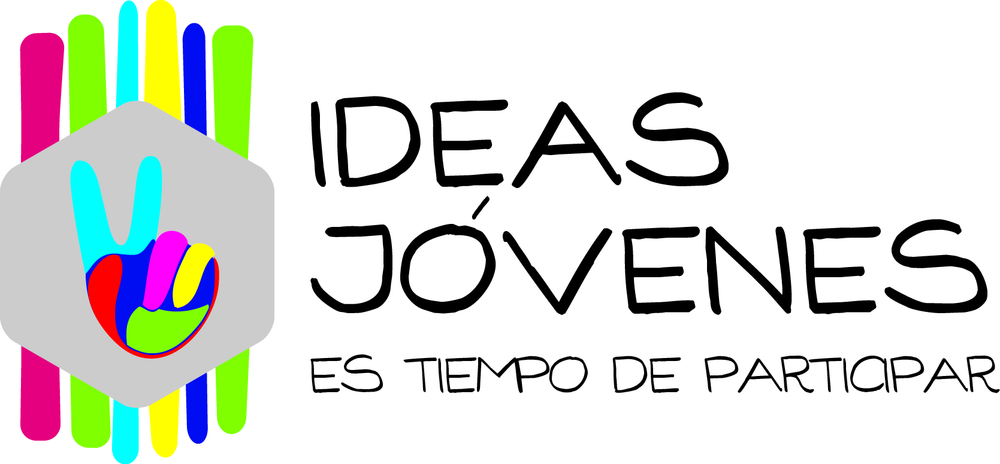 IDEAS
JÓVENES
ES TIEMPO DE PARTICIPAR